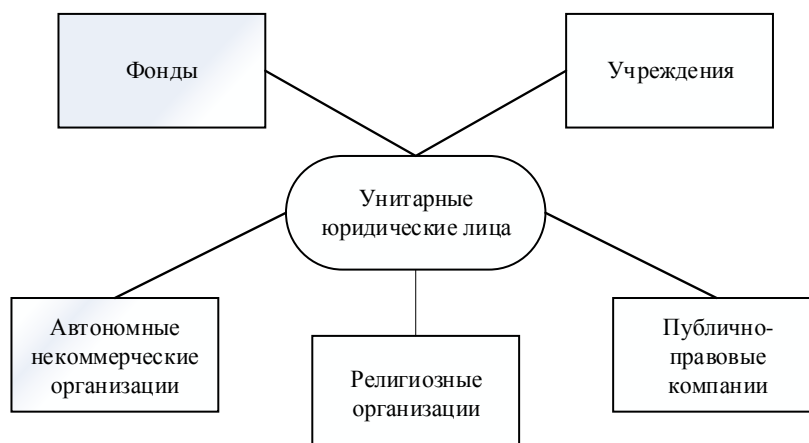 Фонды
Учреждения
Унитарные
юридические лица
Автономные
некоммерческие
организации
Религиозные
организации
Публично-
правовые
компании